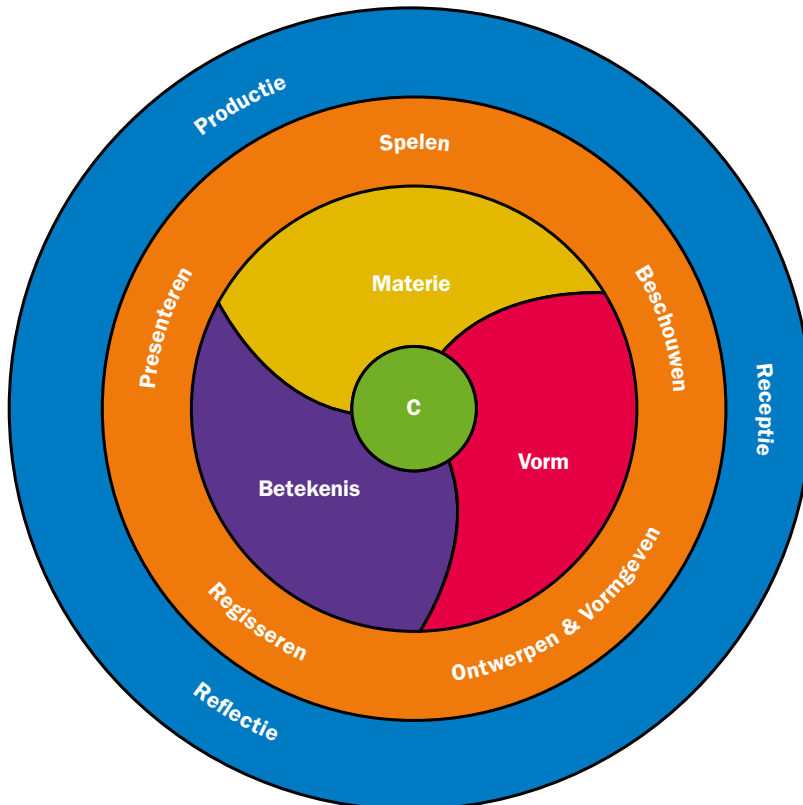 Productie
Spelen
Materie
Presenteren
Beschouwen
Receptie
C
Vorm
Betekenis
Regisseren
Ontwerpen & Vormgeven
Reflectie